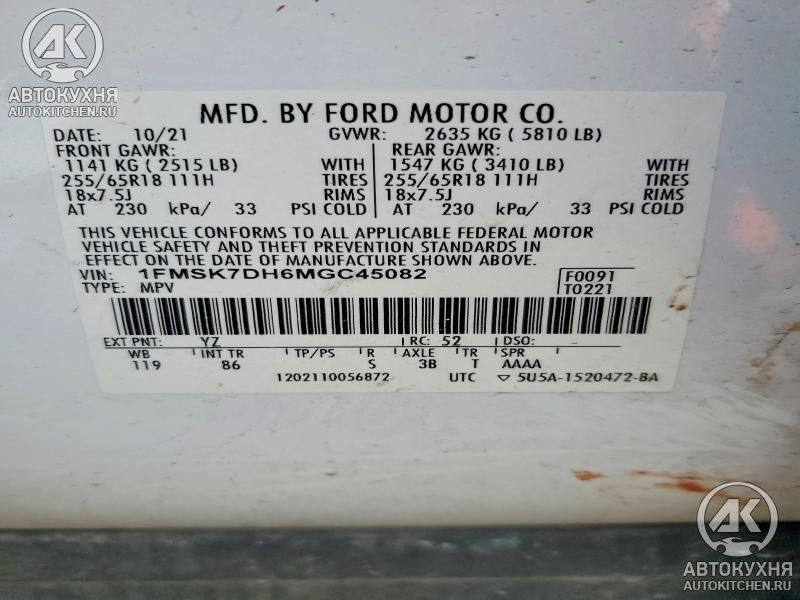 AK
АВТОКУХНЯ
AUTOKITCHEN.RU
MFD. BY FORD MOTOR CO.
DATE: 10/21 GVWR: 2635 KG ( 5810 LB)
FRONT GAWR: REAR GAWR:
1141 KG ( 2515 LB) WITH 1547 KG ( 3410 LB) WITH
255/65R18 111H TIRES 255/65R18 111H TIRES
18x7.5J RIMS 18x7.5J RIMS
AT 230 kPa/ 33 PSI COLD AT 230 kPa/ 33 PSI COLD
THIS VEHICLE CONFORMS TO ALL APPLICABLE FEDERAL MOTOR
VEHICLE SAFETY AND THEFT PREVENTION STANDARDS IN
EFFECT ON THE DATE OF MANUFACTURE SHOWN ABOVE.
VIN: 1FMSK7DH6MGC45082 F0091
TYPE: MPV T0221
EXT PNT: YZ RC: 52 DSO:
WB INT TR TP/PS R AXLE TR SPR
119 86 S 3B T AAAA
1202110056872 UTC ▽ 5U5A-1520472-BA
AK
АВТОКУХНЯ
AUTOKITCHEN.RU